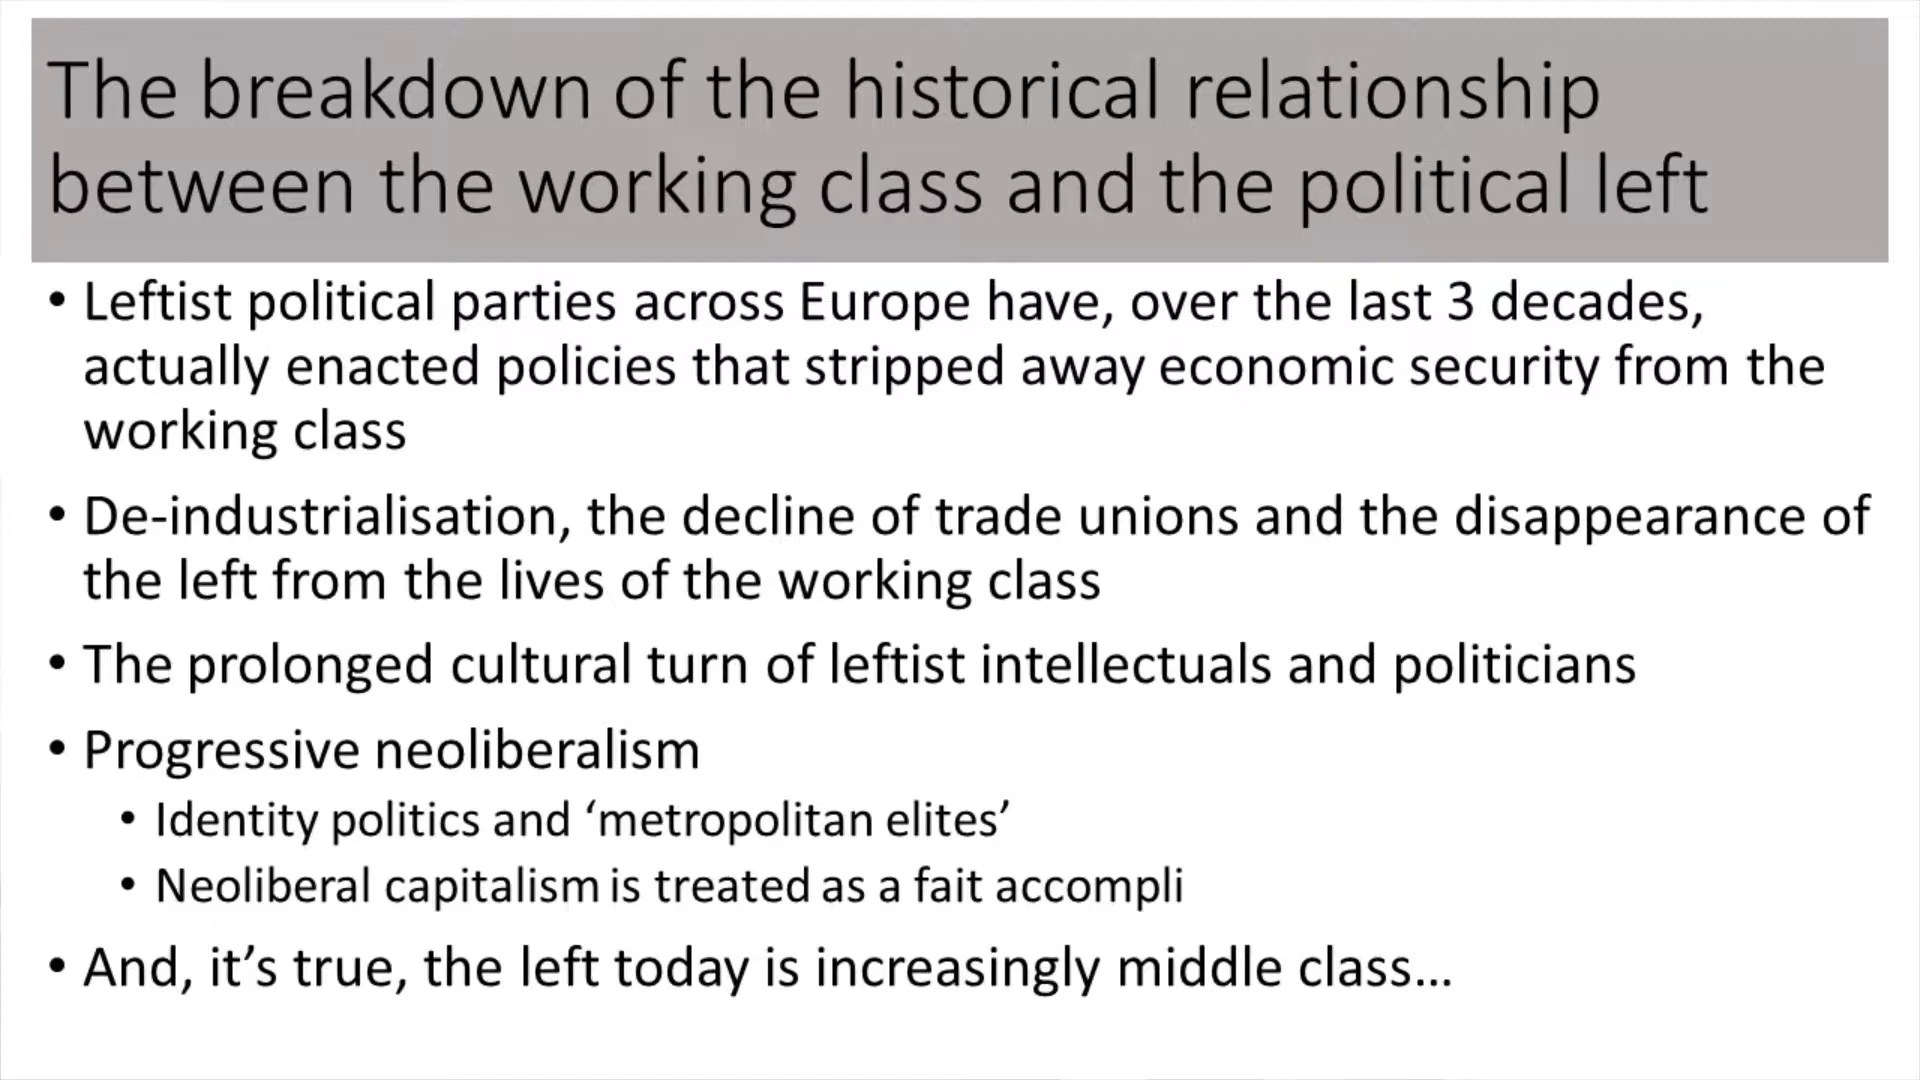 The breakdown of the historical relationship
between the working class and the political left
• Leftist political parties across Europe have, over the last 3 decades,
actually enacted policies that stripped away economic security from the
working class
• De-industrialisation, the decline of trade unions and the disappearance of
the left from the lives of the working class
• The prolonged cultural turn of leftist intellectuals and politicians
• Progressive neoliberalism
• Identity politics and ‘metropolitan elites’
• Neoliberal capitalism is treated as a fait accompli
• And, it’s true, the left today is increasingly middle class...